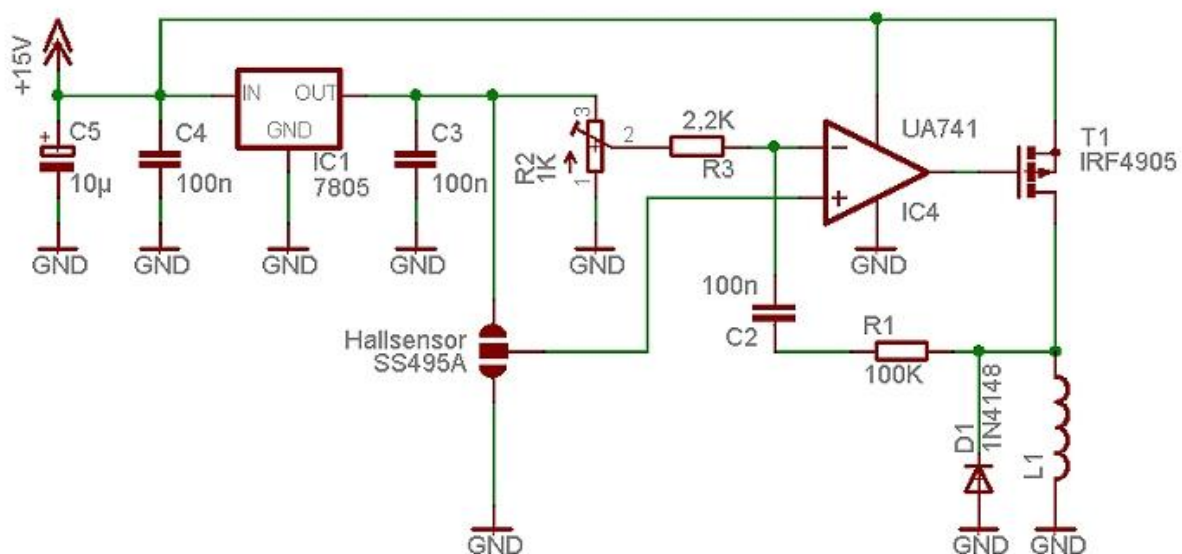 +15V
C5
+
10µ
GND
C4
100n
GND
IN
OUT
GND
IC1
7805
GND
C3
100n
GND
R2
1K
3
2
1
GND
2,2K
R3
−
+
UA741
IC4
GND
T1
IRF4905
100n
C2
R1
100K
Hallsensor
SS495A
GND
D1
1N4148
GND
L1
GND